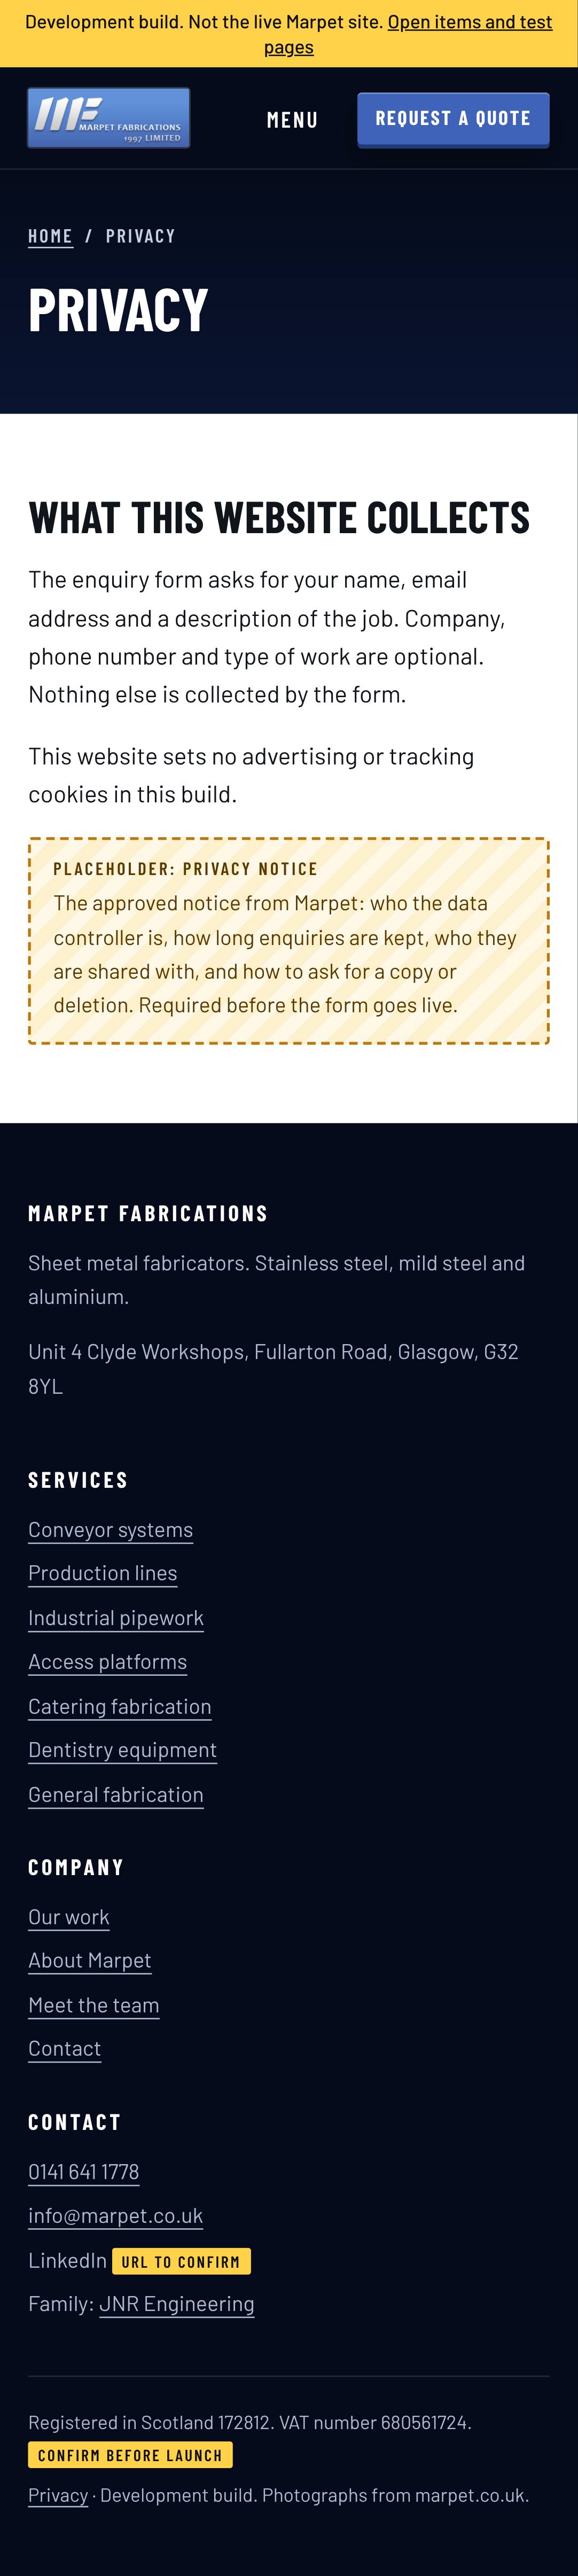 Development build. Not the live Marpet site. Open items and test
pages
MF
MARPET FABRICATIONS
1997 LIMITED
MENU
REQUEST A QUOTE
HOME / PRIVACY
PRIVACY
WHAT THIS WEBSITE COLLECTS
The enquiry form asks for your name, email
address and a description of the job. Company,
phone number and type of work are optional.
Nothing else is collected by the form.
This website sets no advertising or tracking
cookies in this build.
PLACEHOLDER: PRIVACY NOTICE
The approved notice from Marpet: who the data
controller is, how long enquiries are kept, who they
are shared with, and how to ask for a copy or
deletion. Required before the form goes live.
MARPET FABRICATIONS
Sheet metal fabricators. Stainless steel, mild steel and
aluminium.
Unit 4 Clyde Workshops, Fullarton Road, Glasgow, G32
8YL
SERVICES
Conveyor systems
Production lines
Industrial pipework
Access platforms
Catering fabrication
Dentistry equipment
General fabrication
COMPANY
Our work
About Marpet
Meet the team
Contact
CONTACT
0141 641 1778
info@marpet.co.uk
LinkedIn URL TO CONFIRM
Family: JNR Engineering
Registered in Scotland 172812. VAT number 680561724.
CONFIRM BEFORE LAUNCH
Privacy · Development build. Photographs from marpet.co.uk.